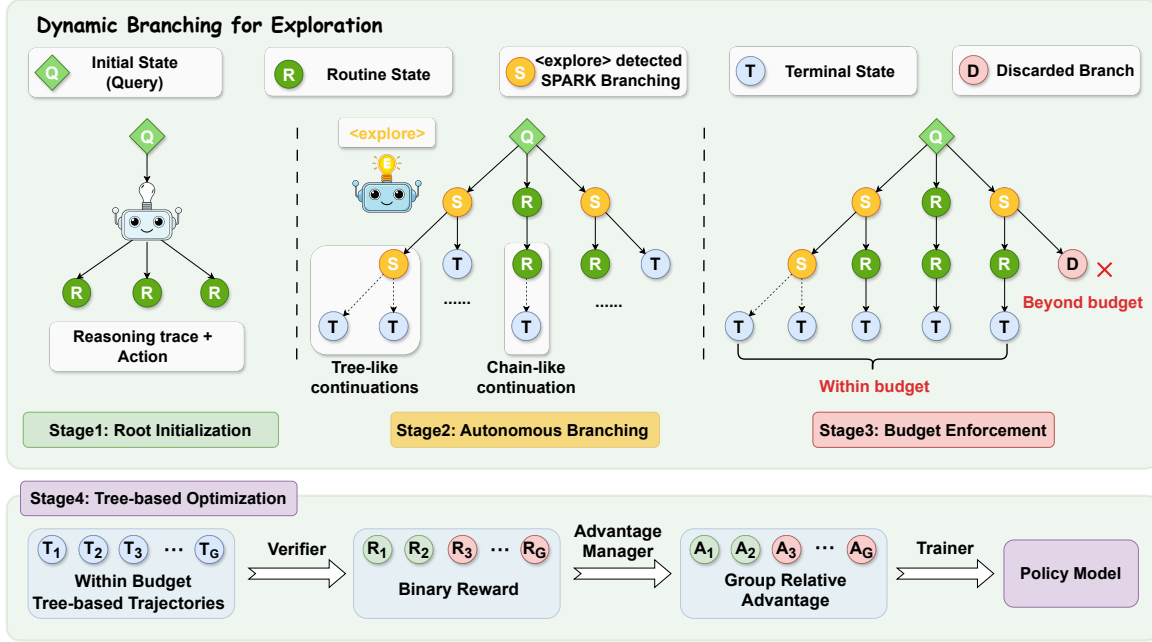 Dynamic Branching for Exploration
Q
Initial State
(Query)
R
Routine State
S
<explore> detected
SPARK Branching
T
Terminal State
D
Discarded Branch
Q
R
R
R
Reasoning trace +
Action
Stage1: Root Initialization
<explore>
E
Q
S
R
S
S
T
R
R
T
......
......
T
T
T
Tree-like
continuations
Chain-like
continuation
Stage2: Autonomous Branching
Q
S
R
S
S
R
R
R
D
Beyond budget
T
T
T
T
T
Within budget
Stage3: Budget Enforcement
Stage4: Tree-based Optimization
T1
T2
T3
...
TG
Within Budget
Tree-based Trajectories
Verifier
R1
R2
R3
...
RG
Binary Reward
Advantage
Manager
A1
A2
A3
...
AG
Group Relative
Advantage
Trainer
Policy Model